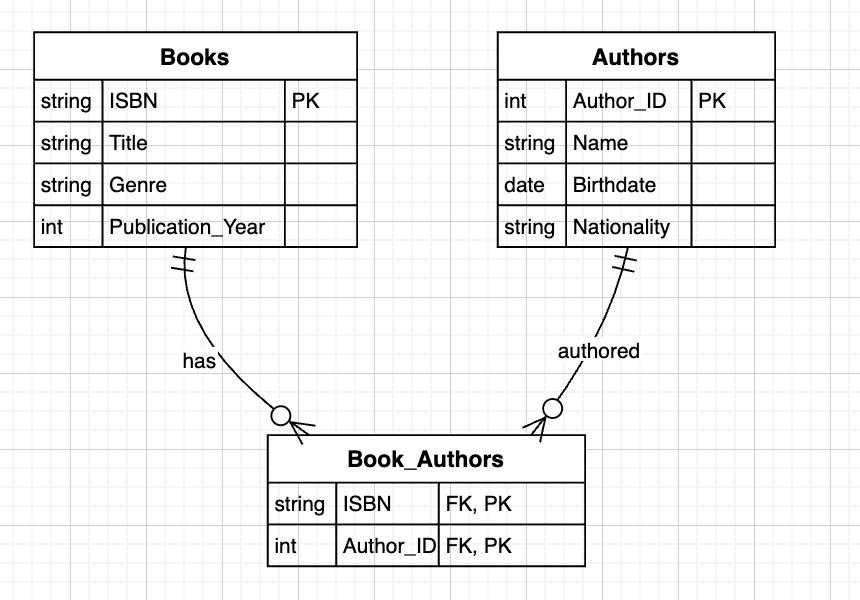 Books
string ISBN PK
string Title
string Genre
int Publication_Year
Authors
int Author_ID PK
string Name
date Birthdate
string Nationality
has
authored
Book_Authors
string ISBN FK, PK
int Author_ID FK, PK